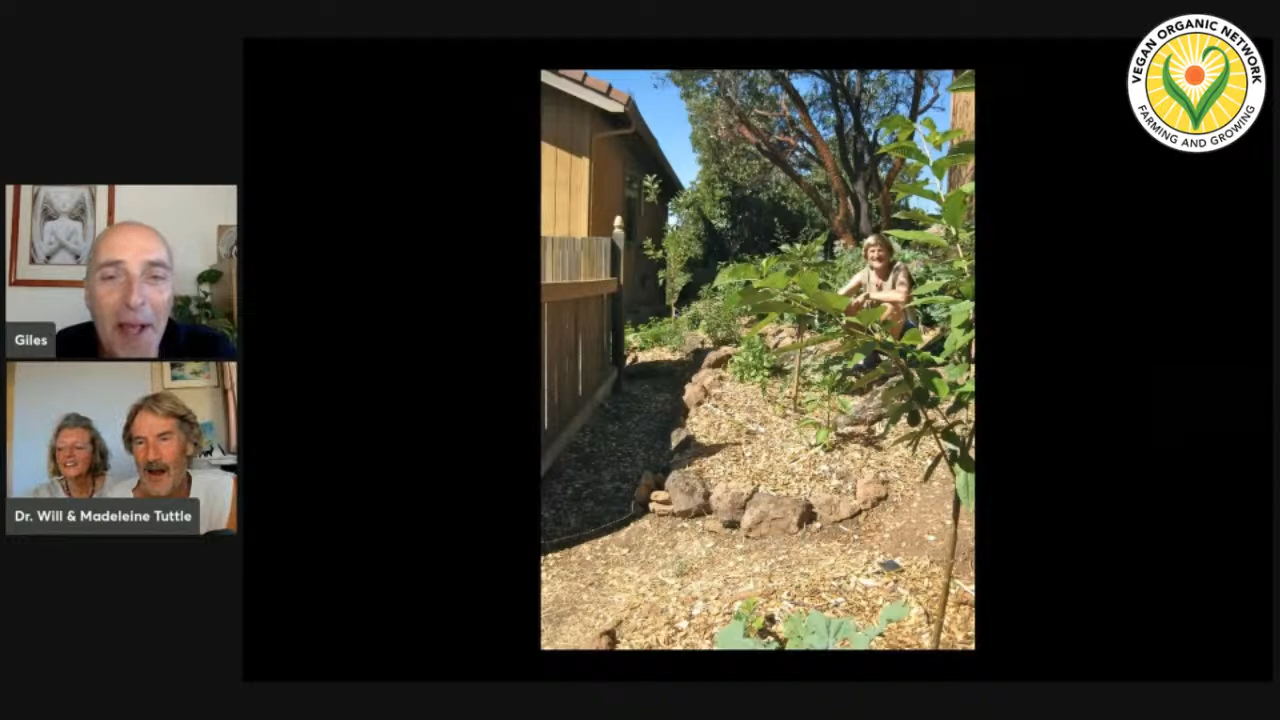 Giles
Dr. Will & Madeleine Tuttle
VEGAN ORGANIC NETWORK
FARMING AND GROWING